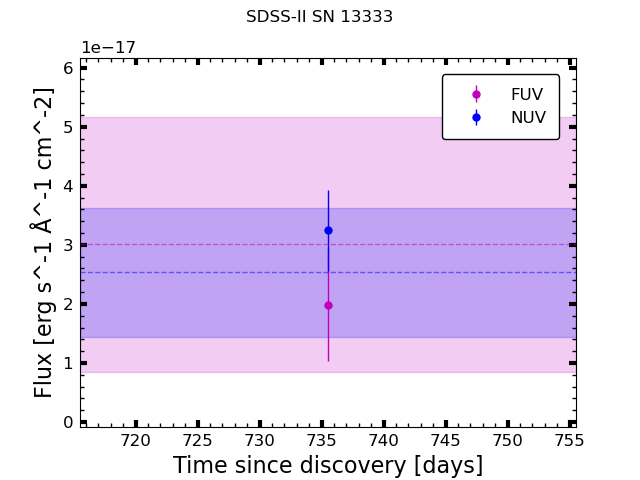 SDSS-II SN 13333
1e−17
6
5
4
3
2
1
0
Flux [erg s^-1 Å^-1 cm^-2]
FUV
NUV
720 725 730 735 740 745 750 755
Time since discovery [days]